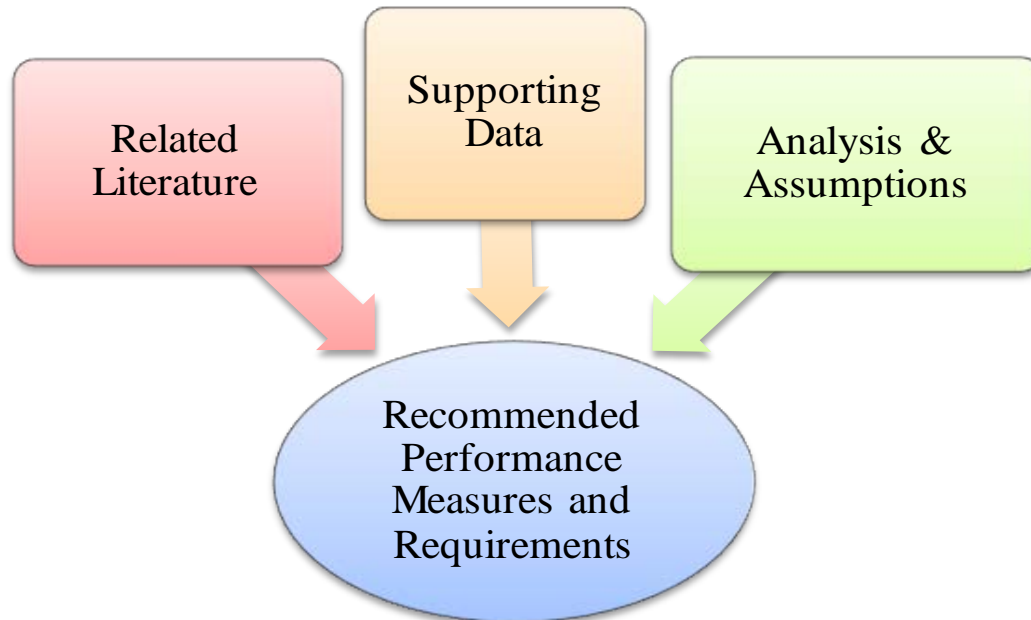 Related
Literature
Supporting
Data
Analysis &
Assumptions
Recommended
Performance
Measures and
Requirements